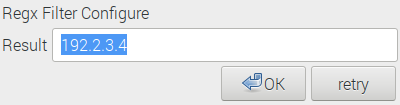 Regx Filter Configure
Result 192.2.3.4
OK retry